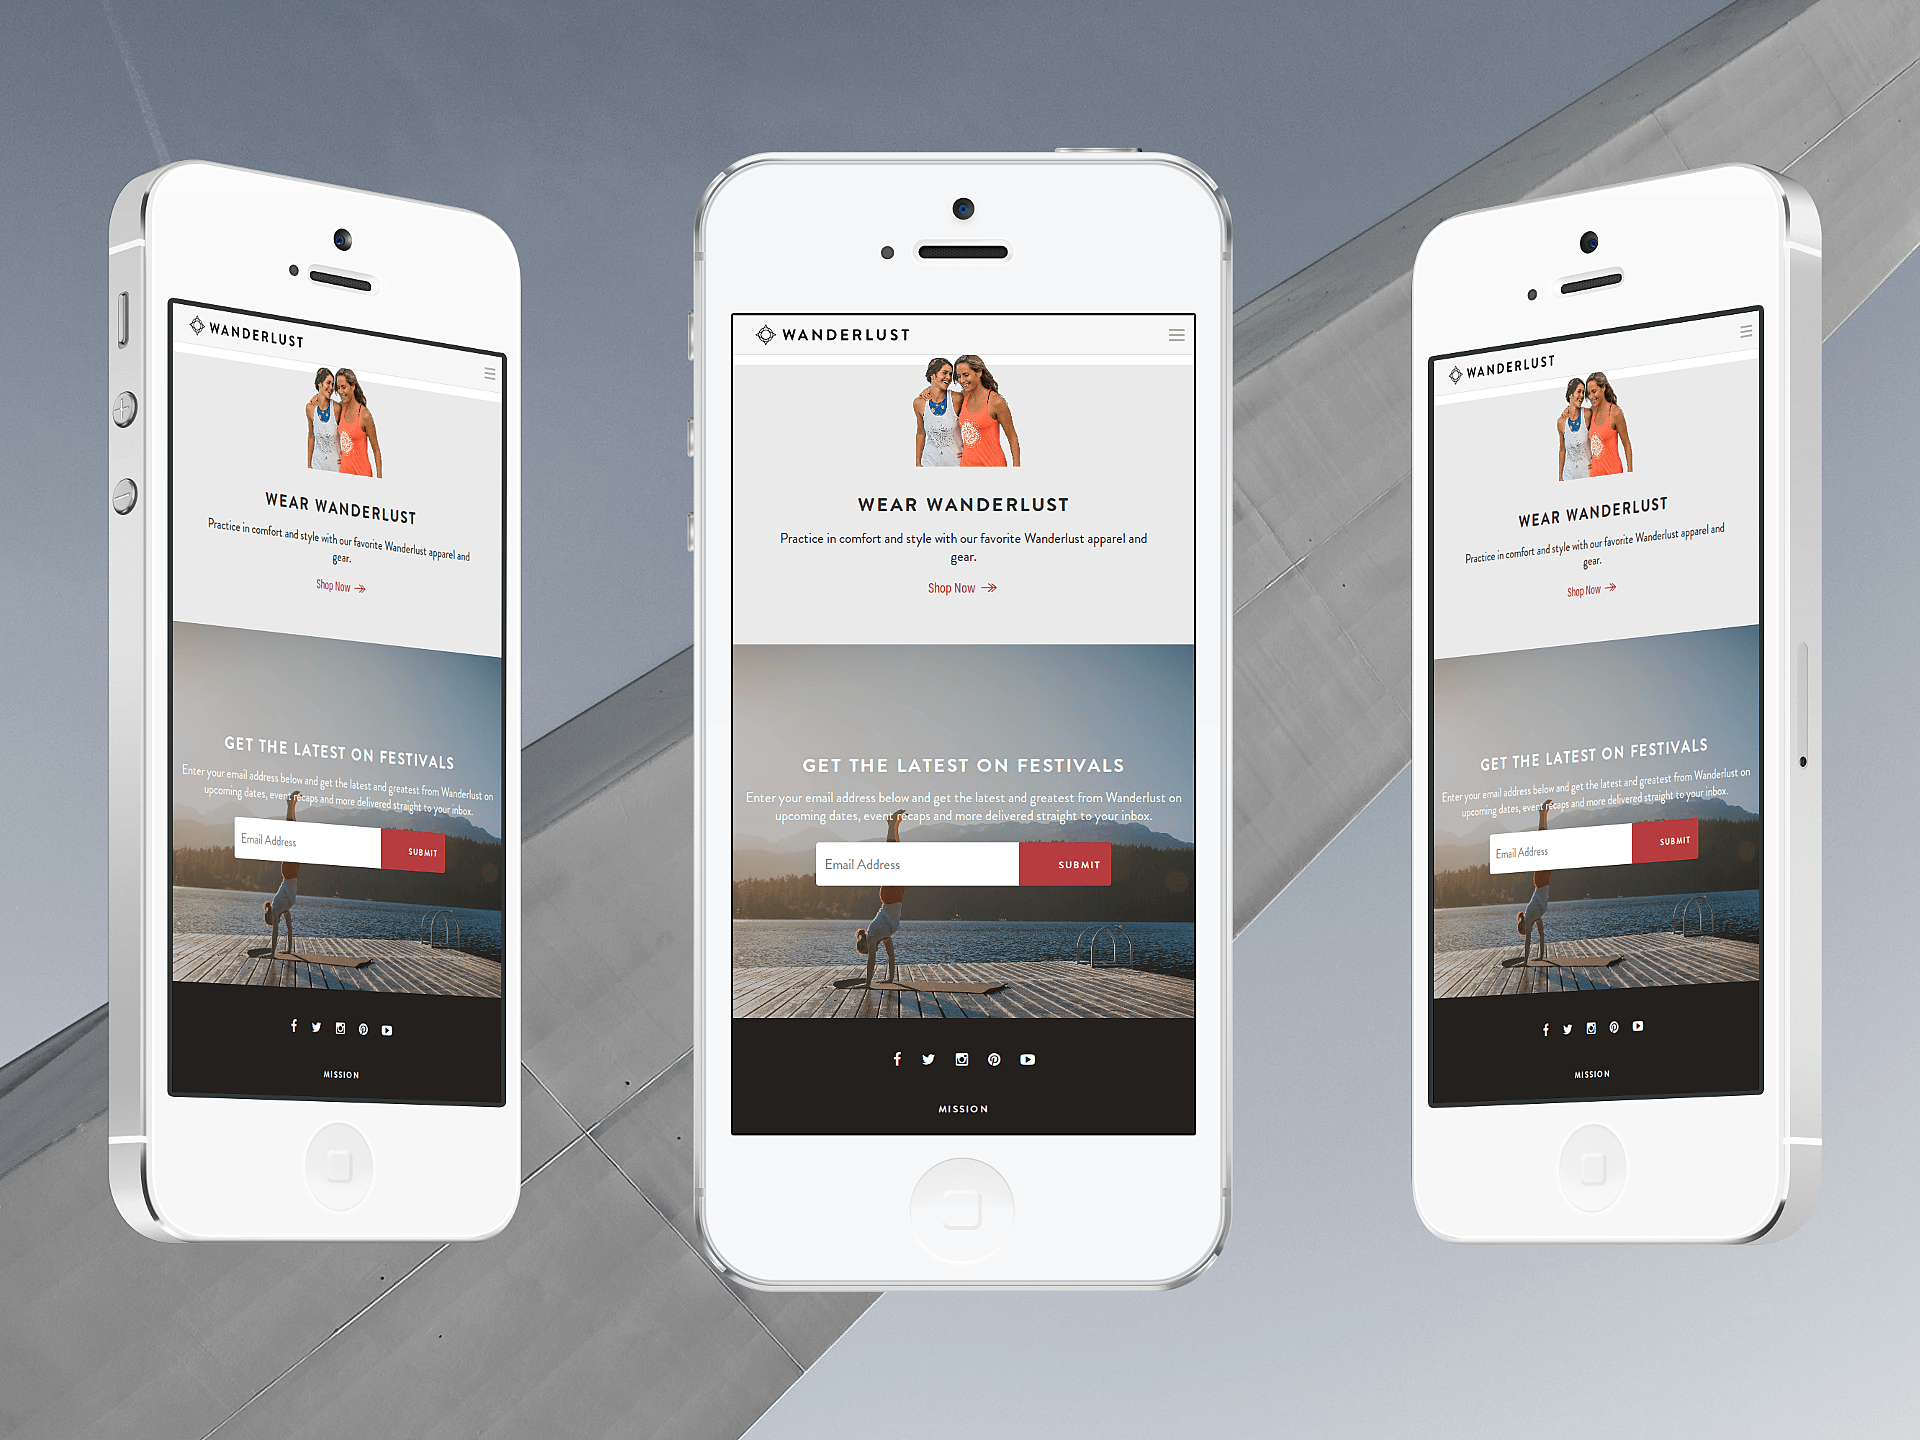 WANDERLUST
WEAR WANDERLUST
Practice in comfort and style with our favorite Wanderlust apparel and
gear.
Shop Now
GET THE LATEST ON FESTIVALS
Enter your email address below and get the latest and greatest from Wanderlust on
upcoming dates, event recaps and more delivered straight to your inbox.
Email Address
SUBMIT
MISSION
WANDERLUST
WEAR WANDERLUST
Practice in comfort and style with our favorite Wanderlust apparel and
gear.
Shop Now
GET THE LATEST ON FESTIVALS
Enter your email address below and get the latest and greatest from Wanderlust on
upcoming dates, event recaps and more delivered straight to your inbox.
Email Address
SUBMIT
MISSION
WANDERLUST
WEAR WANDERLUST
Practice in comfort and style with our favorite Wanderlust apparel and
gear.
Shop Now
GET THE LATEST ON FESTIVALS
Enter your email address below and get the latest and greatest from Wanderlust on
upcoming dates, event recaps and more delivered straight to your inbox.
Email Address
SUBMIT
MISSION